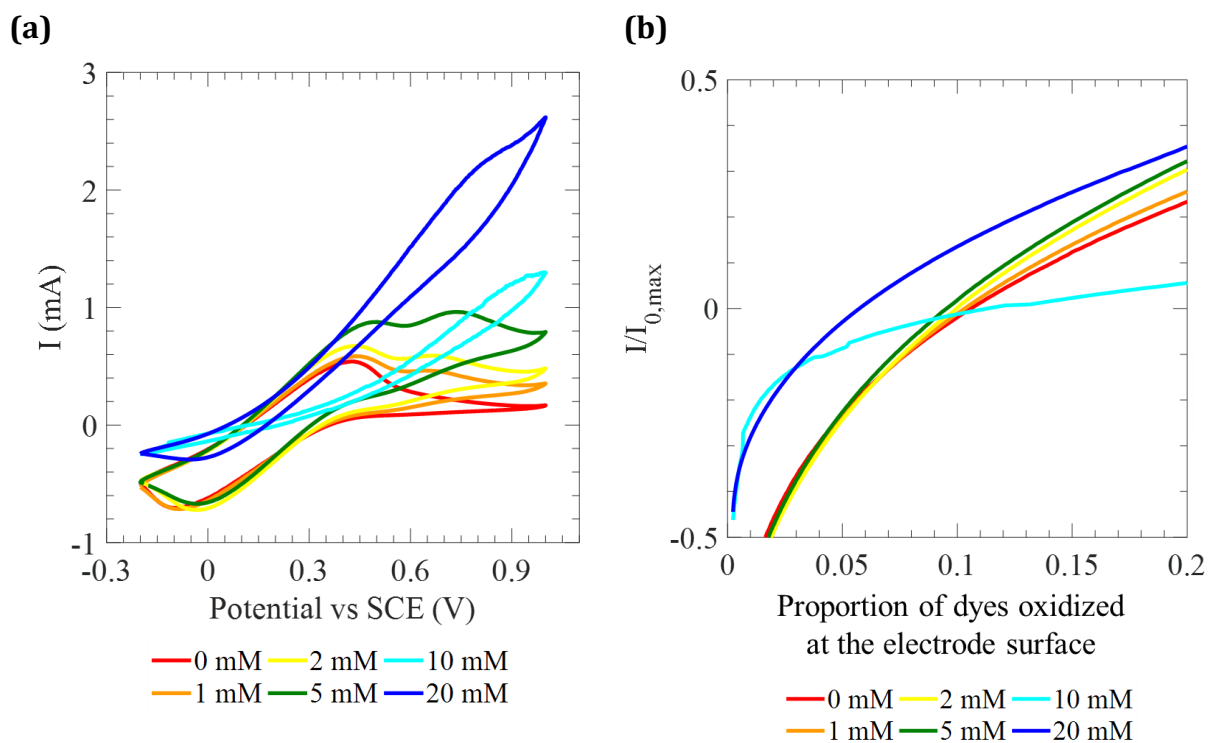 (a)
3
2
1
0
-1
I (mA)
-0.3 0 0.3 0.6 0.9
Potential vs SCE (V)
0 mM 2 mM 10 mM
1 mM 5 mM 20 mM
(b)
0.5
0
-0.5
I/I0,max
0 0.05 0.1 0.15 0.2
Proportion of dyes oxidized
at the electrode surface
0 mM 2 mM 10 mM
1 mM 5 mM 20 mM